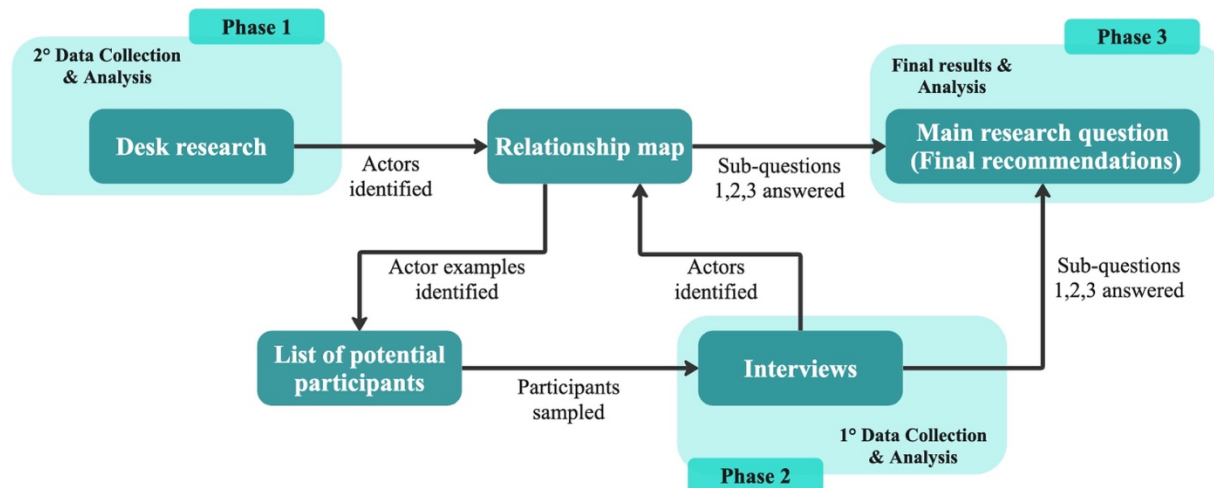 Phase 1
2° Data Collection
& Analysis
Desk research
Actors
identified
Relationship map
Sub-questions
1,2,3 answered
Phase 3
Final results &
Analysis
Main research question
(Final recommendations)
Actor examples
identified
Actors
identified
Sub-questions
1,2,3 answered
List of potential
participants
Participants
sampled
Interviews
1° Data Collection
& Analysis
Phase 2